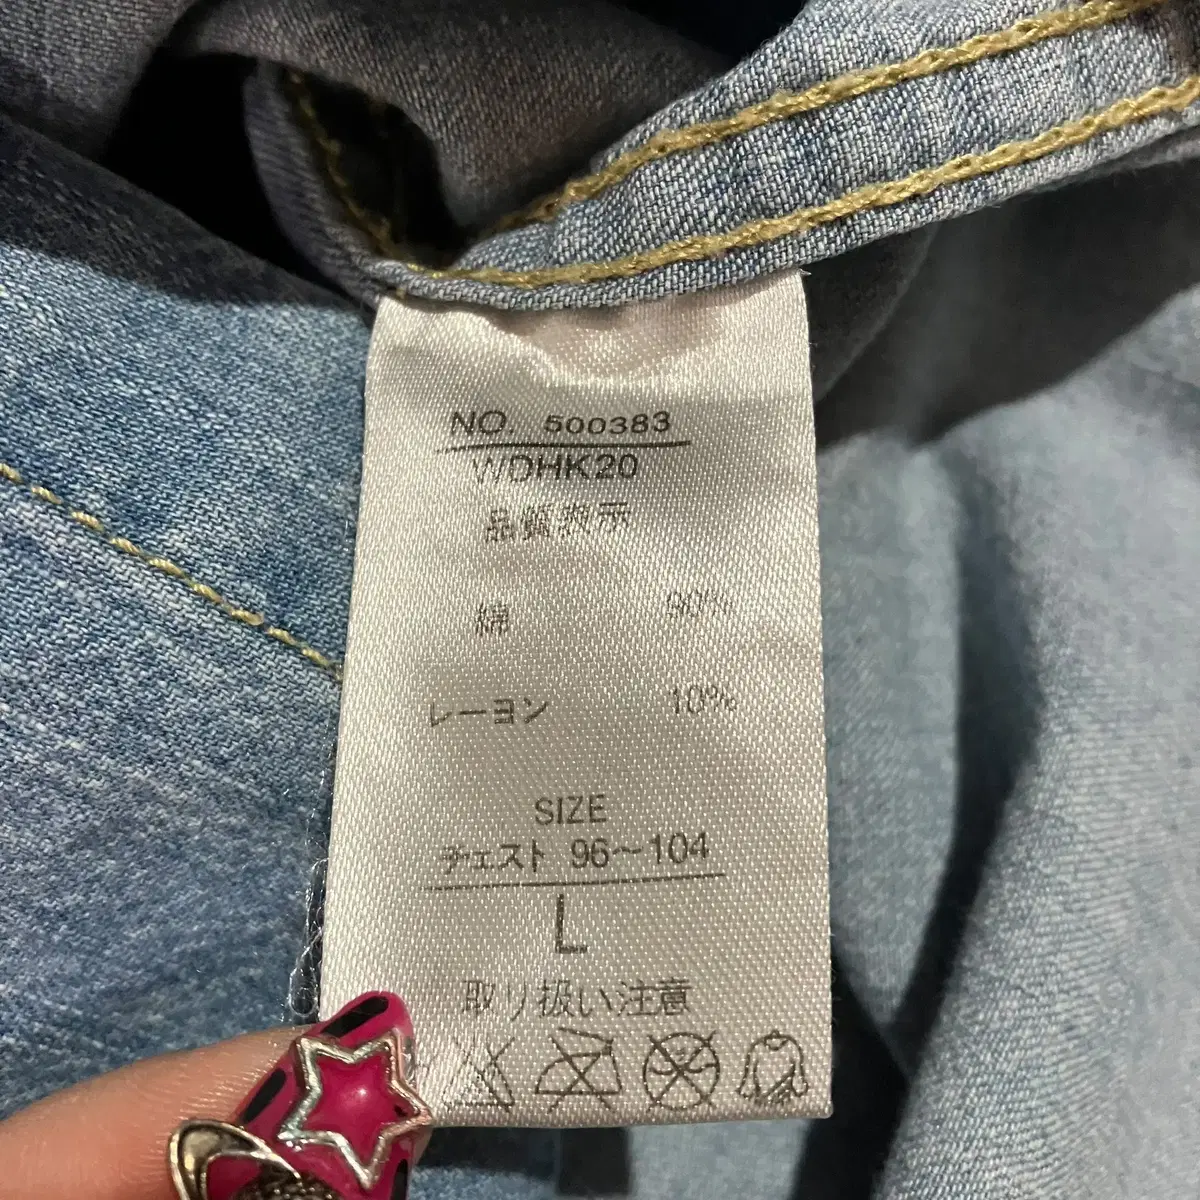 NO. 500383
WDHK20
品質表示
綿 90%
レーヨン 10%
SIZE
チェスト 96～104
L
取り扱い注意